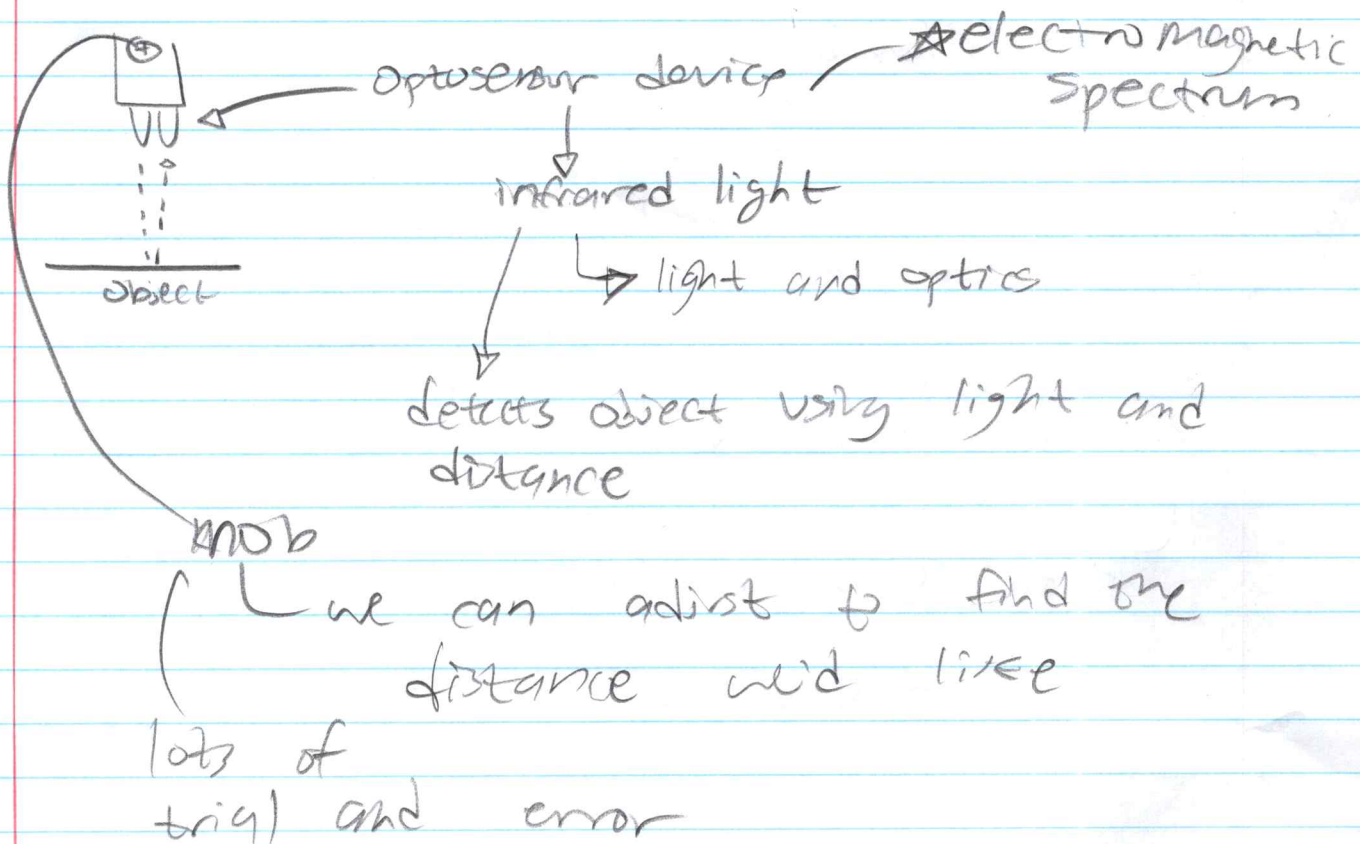 ☆electromagnetic
optosensor device
spectrum
infrared light
light and optics
object
detects object using light and
distance
knob
we can adjust to find the
distance we'd like
lots of
trial and error